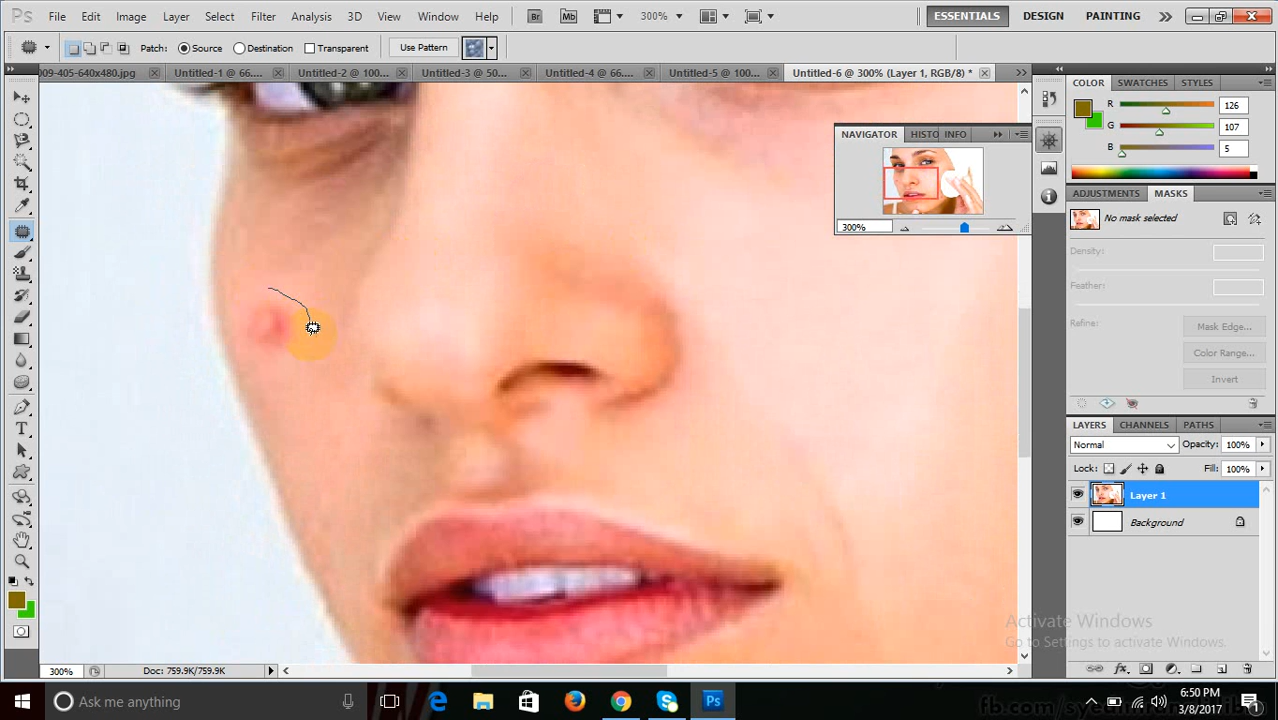 Ps File Edit Image Layer Select Filter Analysis 3D View Window Help Br Mb 300% ESSENTIALS DESIGN PAINTING
Patch: Source Destination Transparent Use Pattern
009-405-640x480.jpg Untitled-1 @ 66.... Untitled-2 @ 100... Untitled-3 @ 50... Untitled-4 @ 66.... Untitled-5 @ 100... Untitled-6 @ 300% (Layer 1, RGB/8) *
COLOR SWATCHES STYLES
R 126
G 107
B 5
NAVIGATOR HISTO INFO
300%
ADJUSTMENTS MASKS
No mask selected
Density:
Feather:
Refine: Mask Edge...
Color Range...
Invert
LAYERS CHANNELS PATHS
Normal Opacity: 100%
Lock: Fill: 100%
Layer 1
Background
Activate Windows
Go to Settings to activate Windows.
300% Doc: 759.9K/759.9K
Ask me anything
6:50 PM
3/8/2017